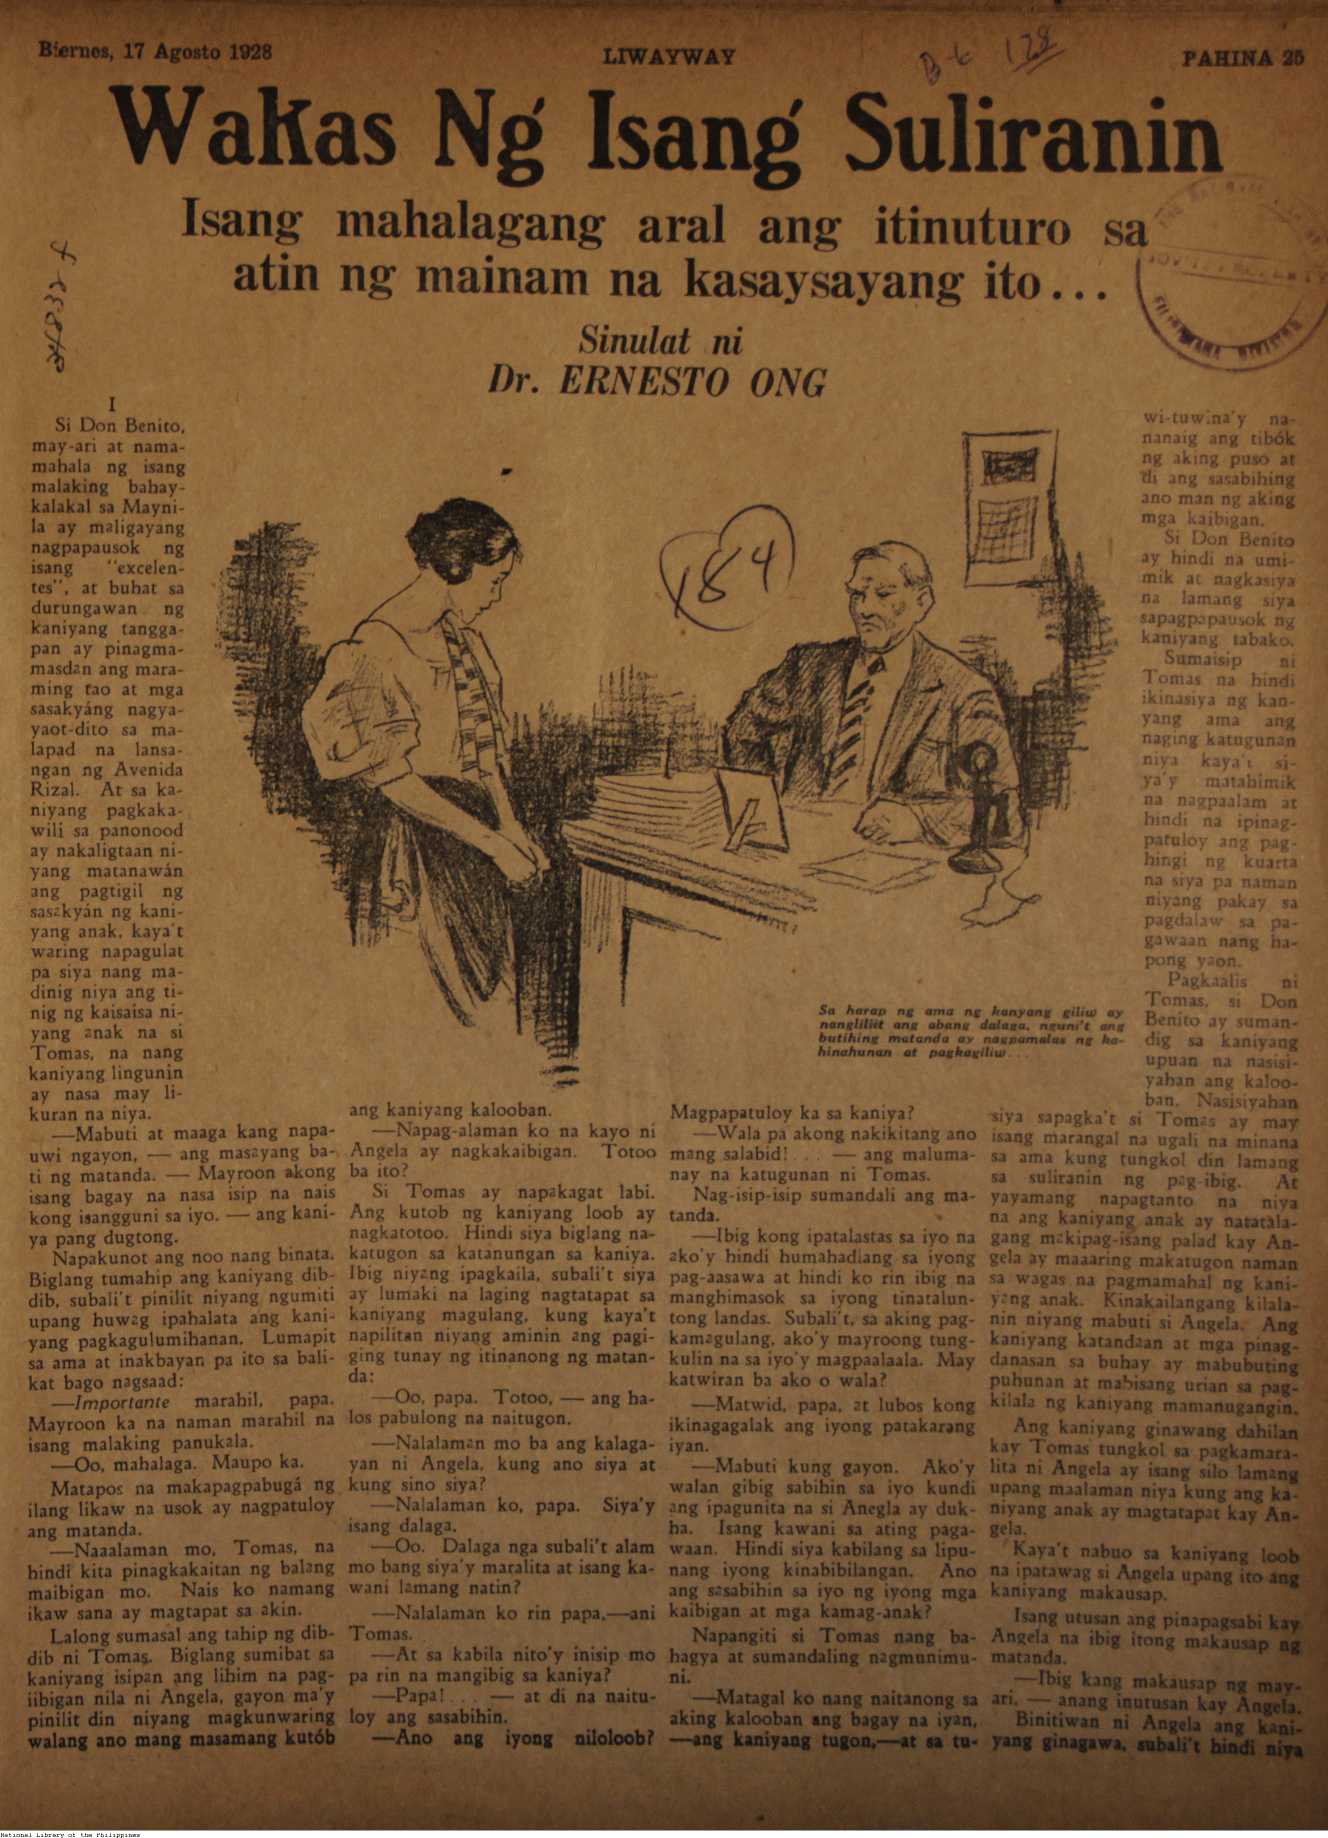 Biernes, 17 Agosto 1928
LIWAYWAY
B-6 128
PAHINA 25
Wakas Ng̃ Isang̃ Suliranin
Isang mahalagang aral ang itinuturo sa
atin ng mainam na kasaysayang ito...
Sinulat ni
Dr. ERNESTO ONG
184
I
Si Don Benito,
may-ari at nama-
mahala ng isang
malaking bahay-
kalakal sa Mayni-
la ay maligayang
nagpapausok ng
isang "excelen-
tes", at buhat sa
durungawan ng
kaniyang tangga-
pan ay pinagma-
masdan ang mara-
ming tao at mga
sasakyáng nagya-
yaot-dito sa ma-
lapad na lansa-
ngan ng Avenida
Rizal. At sa ka-
niyang pagkaka-
wili sa panonood
ay nakaligtaan ni-
yang matanawán
ang pagtigil ng
sasakyán ng kani-
yang anak, kaya't
waring napagulat
pa siya nang ma-
dinig niya ang ti-
nig ng kaisaisa ni-
yang anak na si
Tomas, na nang
kaniyang lingunin
ay nasa may li-
kuran na niya.
—Mabuti at maaga kang napa-
uwi ngayon, — ang masayang ba-
ti ng matanda. — Mayroon akong
isang bagay na nasa isip na nais
kong isangguni sa iyo. — ang kani-
ya pang dugtong.
Napakunot ang noo nang binata.
Biglang tumahip ang kaniyang dib-
dib, subali't pinilit niyang ngumiti
upang huwag ipahalata ang kani-
yang pagkagulumihanan. Lumapit
sa ama at inakbayan pa ito sa bali-
kat bago nagsaad:
—Importante marahil, papa.
Mayroon ka na naman marahil na
isang malaking panukala.
—Oo, mahalaga. Maupo ka.
Matapos na makapagpabugá ng
ilang likaw na usok ay nagpatuloy
ang matanda.
—Naaalaman mo, Tomas, na
hindi kita pinagkakaitan ng balang
maibigan mo. Nais ko namang
ikaw sana ay magtapat sa akin.
Lalong sumasal ang tahip ng dib-
dib ni Tomas. Biglang sumibat sa
kaniyang isipan ang lihim na pag-
iibigan nila ni Angela, gayon ma'y
pinilit din niyang magkunwaring
walang ano mang masamang kutób
ang kaniyang kalooban.
—Napag-alaman ko na kayo ni
Angela ay nagkakaibigan. Totoo
ba ito?
Si Tomas ay napakagat labi.
Ang kutob ng kaniyang loob ay
nagkatotoo. Hindi siya biglang na-
katugon sa katanungan sa kaniya.
Ibig niyang ipagkaila, subali't siya
ay lumaki na laging nagtatapat sa
kaniyang magulang, kung kaya't
napilitan niyang aminin ang pagi-
ging tunay ng itinanong ng matan-
da:
—Oo, papa. Totoo, — ang ha-
los pabulong na naitugon.
—Nalalaman mo ba ang kalaga-
yan ni Angela, kung ano siya at
kung sino siya?
—Nalalaman ko, papa. Siya'y
isang dalaga.
—Oo. Dalaga nga subali't alam
mo bang siya'y maralita at isang ka-
wani lamang natin?
—Nalalaman ko rin papa,—ani
Tomas.
—At sa kabila nito'y inisip mo
pa rin na mangibig sa kaniya?
—Papa!... — at di na naitu-
loy ang sasabihin.
—Ano ang iyong niloloob?
Sa harap ng ama ng kanyang giliw ay
nangliliit ang abang dalaga, nguni't ang
butihing matanda ay nagpamalas ng ka-
hinahunan at pagkagiliw...
Magpapatuloy ka sa kaniya?
—Wala pa akong nakikitang ano
mang salabid!... — ang maluma-
nay na katugunan ni Tomas.
Nag-isip-isip sumandali ang ma-
tanda.
—Ibig kong ipatalastas sa iyo na
ako'y hindi humahadlang sa iyong
pag-aasawa at hindi ko rin ibig na
manghimasok sa iyong tinatalun-
tong landas. Subali't, sa aking pag-
kamagulang, ako'y mayroong tung-
kulin na sa iyo'y magpaalaala. May
katwiran ba ako o wala?
—Matwid, papa, at lubos kong
ikinagagalak ang iyong patakarang
iyan.
—Mabuti kung gayon. Ako'y
walan gibig sabihin sa iyo kundi
ang ipagunita na si Anegla ay duk-
ha. Isang kawani sa ating paga-
waan. Hindi siya kabilang sa lipu-
nang iyong kinabibilangan. Ano
ang sasabihin sa iyo ng iyong mga
kaibigan at mga kamag-anak?
Napangiti si Tomas nang ba-
hagya at sumandaling nagmunimu-
ni.
—Matagal ko nang naitanong sa
aking kalooban ang bagay na iyan,
—ang kaniyang tugon,—at sa tu-
wi-tuwina'y na-
nanaig ang tibók
ng aking puso at
di ang sasabihing
ano man ng aking
mga kaibigan.
Si Don Benito
ay hindi na umi-
mik at nagkasiya
na lamang siya
sapagpapausok ng
kaniyang tabako.
Sumaisip ni
Tomas na hindi
ikinasiya ng kan-
yang ama ang
naging katugunan
niya kaya't si-
ya'y matahimik
na nagpaalam at
hindi na ipinag-
patuloy ang pag-
hingi ng kuarta
na siya pa naman
niyang pakay sa
pagdalaw sa pa-
gawaan nang ha-
pong yaon.
Pagkaalis ni
Tomas, si Don
Benito ay suman-
dig sa kaniyang
upuan na nasisi-
yahan ang kaloo-
ban. Nasisiyahan
siya sapagka't si Tomas ay may
isang marangal na ugali na minana
sa ama kung tungkol din lamang
sa suliranin ng pag-ibig. At
yayamang napagtanto na niya
na ang kaniyang anak ay natatala-
gang makipag-isang palad kay An-
gela ay maaaring makatugon naman
sa wagas na pagmamahal ng kani-
yang anak. Kinakailangang kilala-
nin niyang mabuti si Angela. Ang
kaniyang katandaan at mga pinag-
danasan sa buhay ay mabubuting
puhunan at mabisang urian sa pag-
kilala ng kaniyang mamanugangin.
Ang kaniyang ginawang dahilan
kay Tomas tungkol sa pagkamara-
lita ni Angela ay isang silo lamang
upang maalaman niya kung ang ka-
niyang anak ay magtatapat kay An-
gela.
Kaya't nabuo sa kaniyang loob
na ipatawag si Angela upang ito ang
kaniyang makausap.
Isang utusan ang pinapagsabi kay
Angela na ibig itong makausap ng
matanda.
—Ibig kang makausap ng may-
ari, — anang inutusan kay Angela.
Binitiwan ni Angela ang kani-
yang ginagawa, subali't hindi niya
National Library of the Philippines